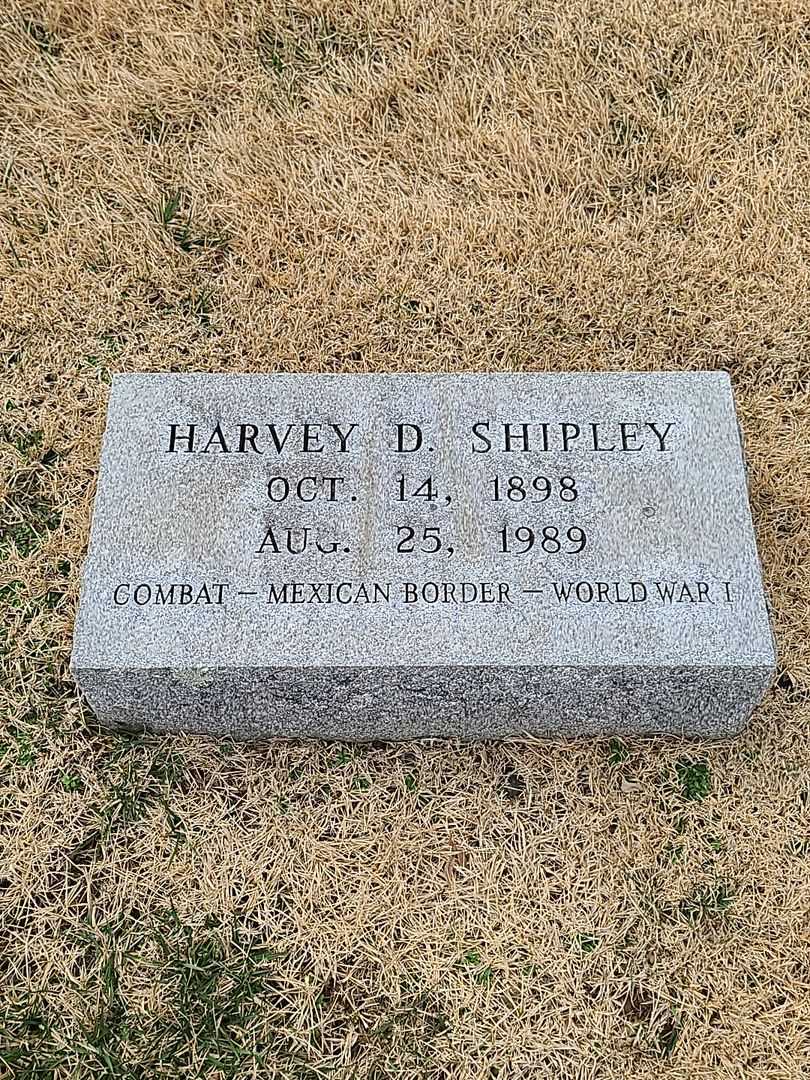 HARVEY D. SHIPLEY
OCT. 14, 1898
AUG. 25, 1989
COMBAT – MEXICAN BORDER – WORLD WAR I